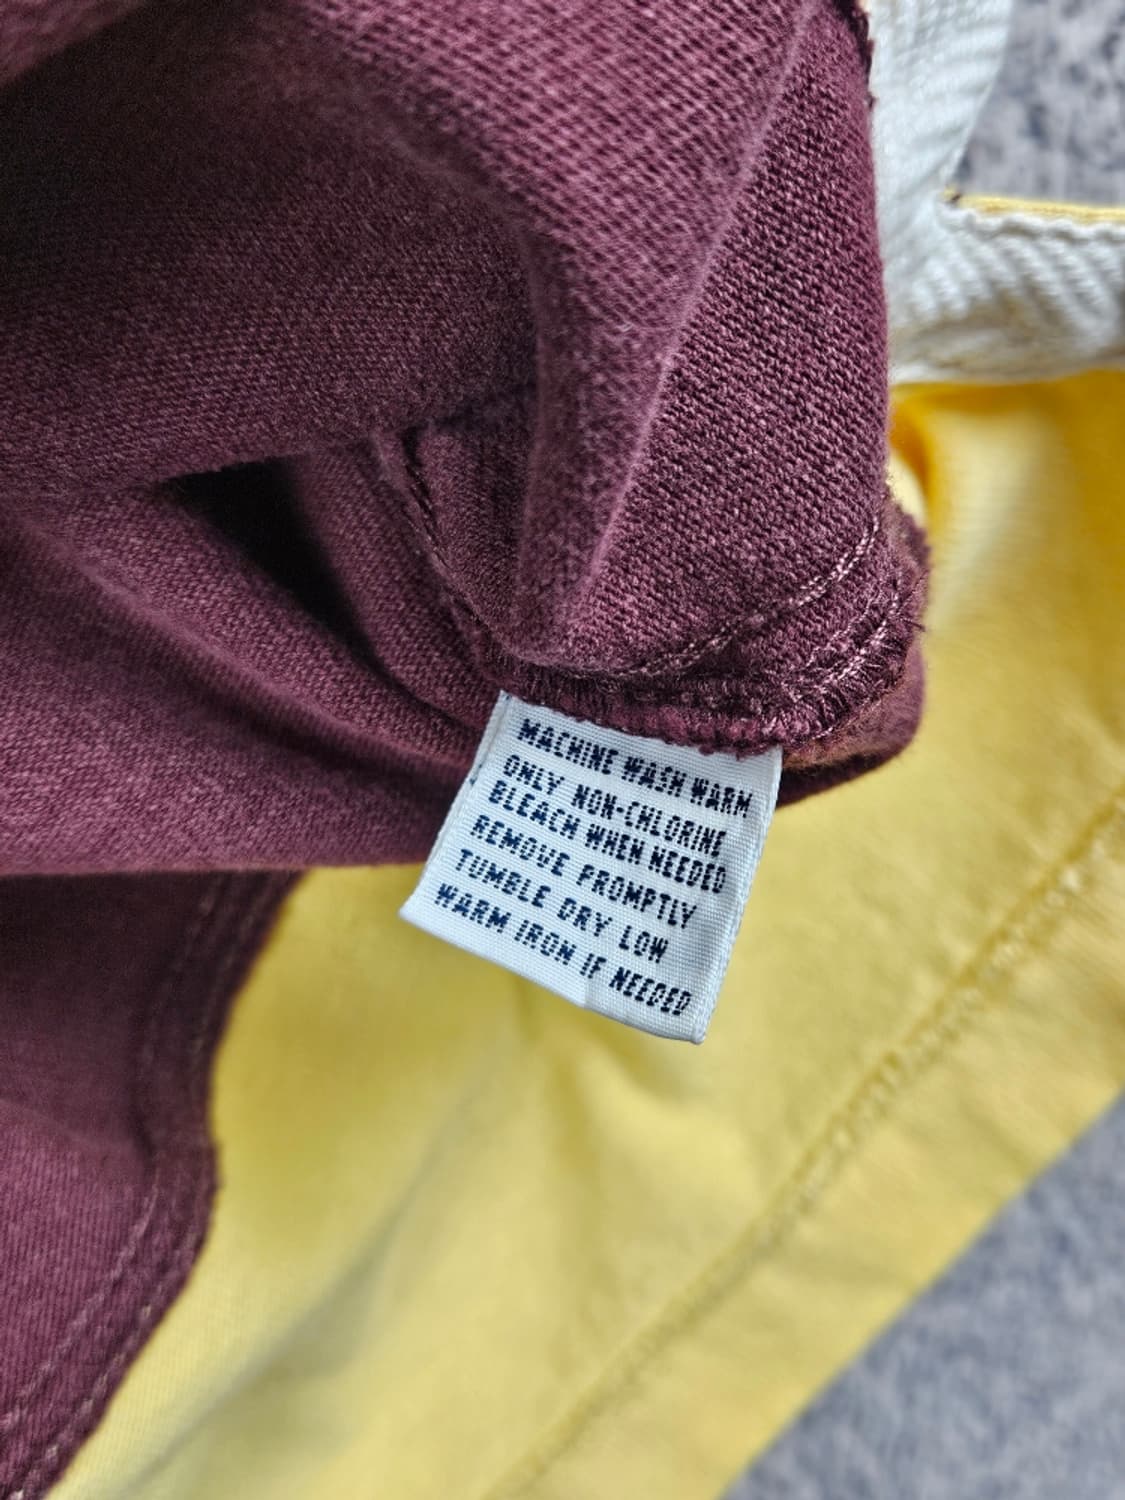 MACHINE WASH WARM
ONLY NON-CHLORINE
BLEACH WHEN NEEDED
REMOVE PROMPTLY
TUMBLE DRY LOW
WARM IRON IF NEEDED